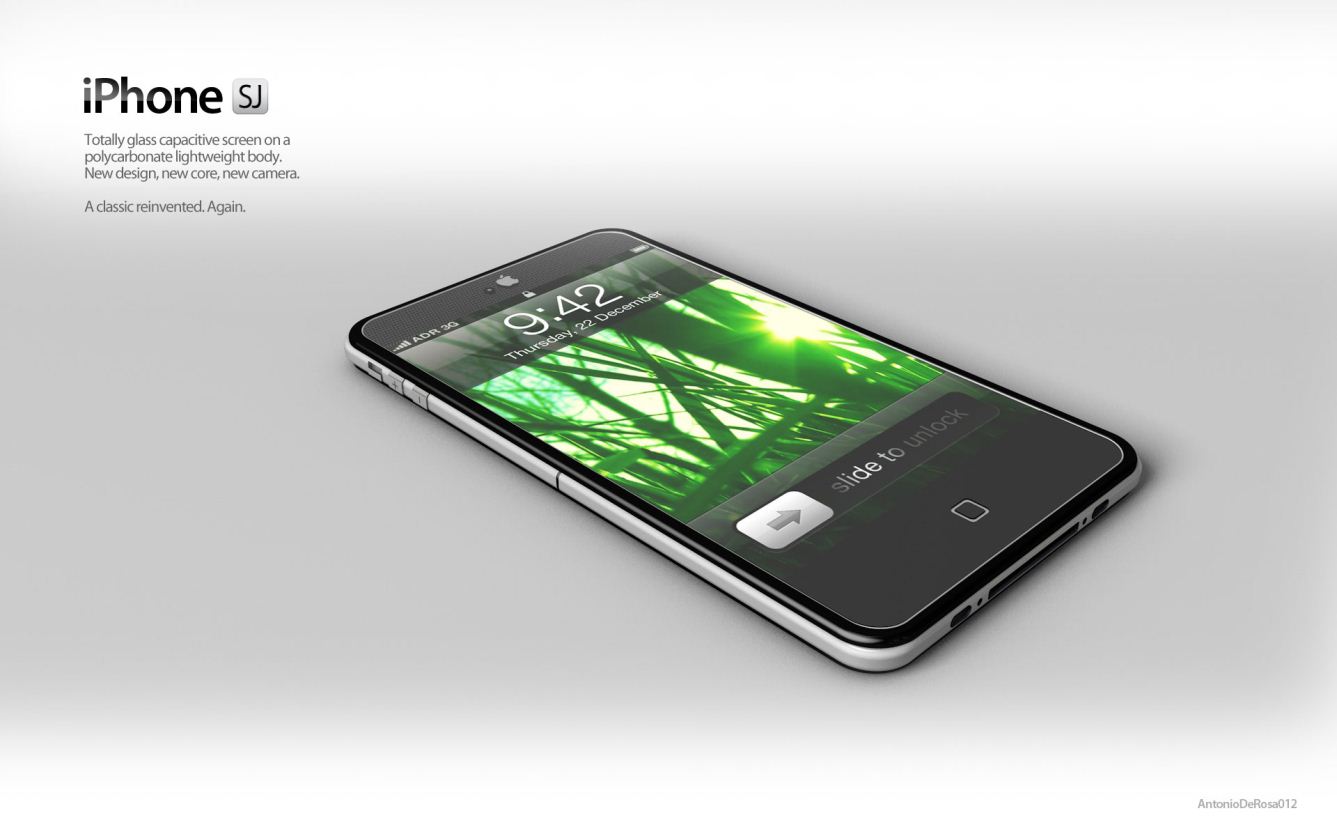 iPhone SJ
Totally glass capacitive screen on a
polycarbonate lightweight body.
New design, new core, new camera.
A classic reinvented. Again.
ADR 3G
9:42
Thursday, 22 December
slide to unlock
AntonioDeRosa012